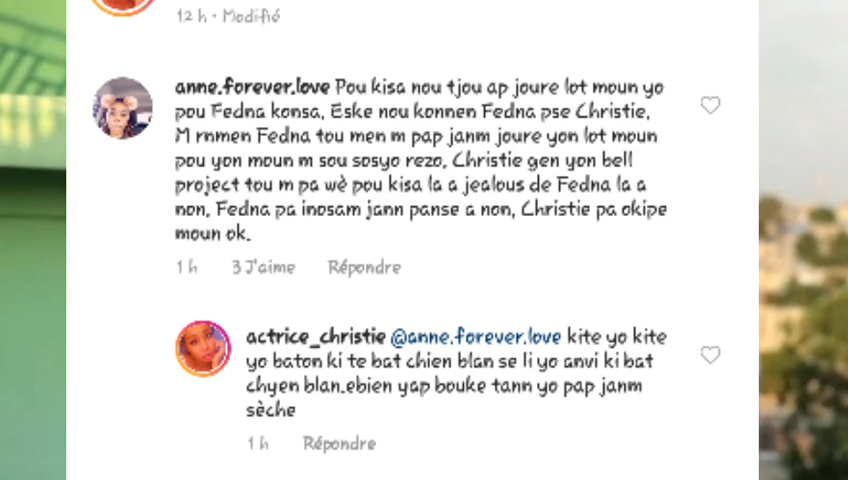 12 h • Modifié
anne.forever.love Pou kisa nou tjou ap joure lot moun yo
pou Fedna konsa, Eske nou konnen Fedna pse Christie,
M rnmen Fedna tou men m pap janm joure yon lot moun
pou yon moun m sou sosyo rezo, Christie gen yon bell
project tou m pa wè pou kisa la a jealous de Fedna la a
non, Fedna pa inosam jann panse a non, Christie pa okipe
moun ok.
1 h 3 J'aime Répondre
actrice_christie @anne.forever.love kite yo kite
yo baton ki te bat chien blan se li yo anvi ki bat
chyen blan.ebien yap bouke tann yo pap janm
sèche
1 h Répondre